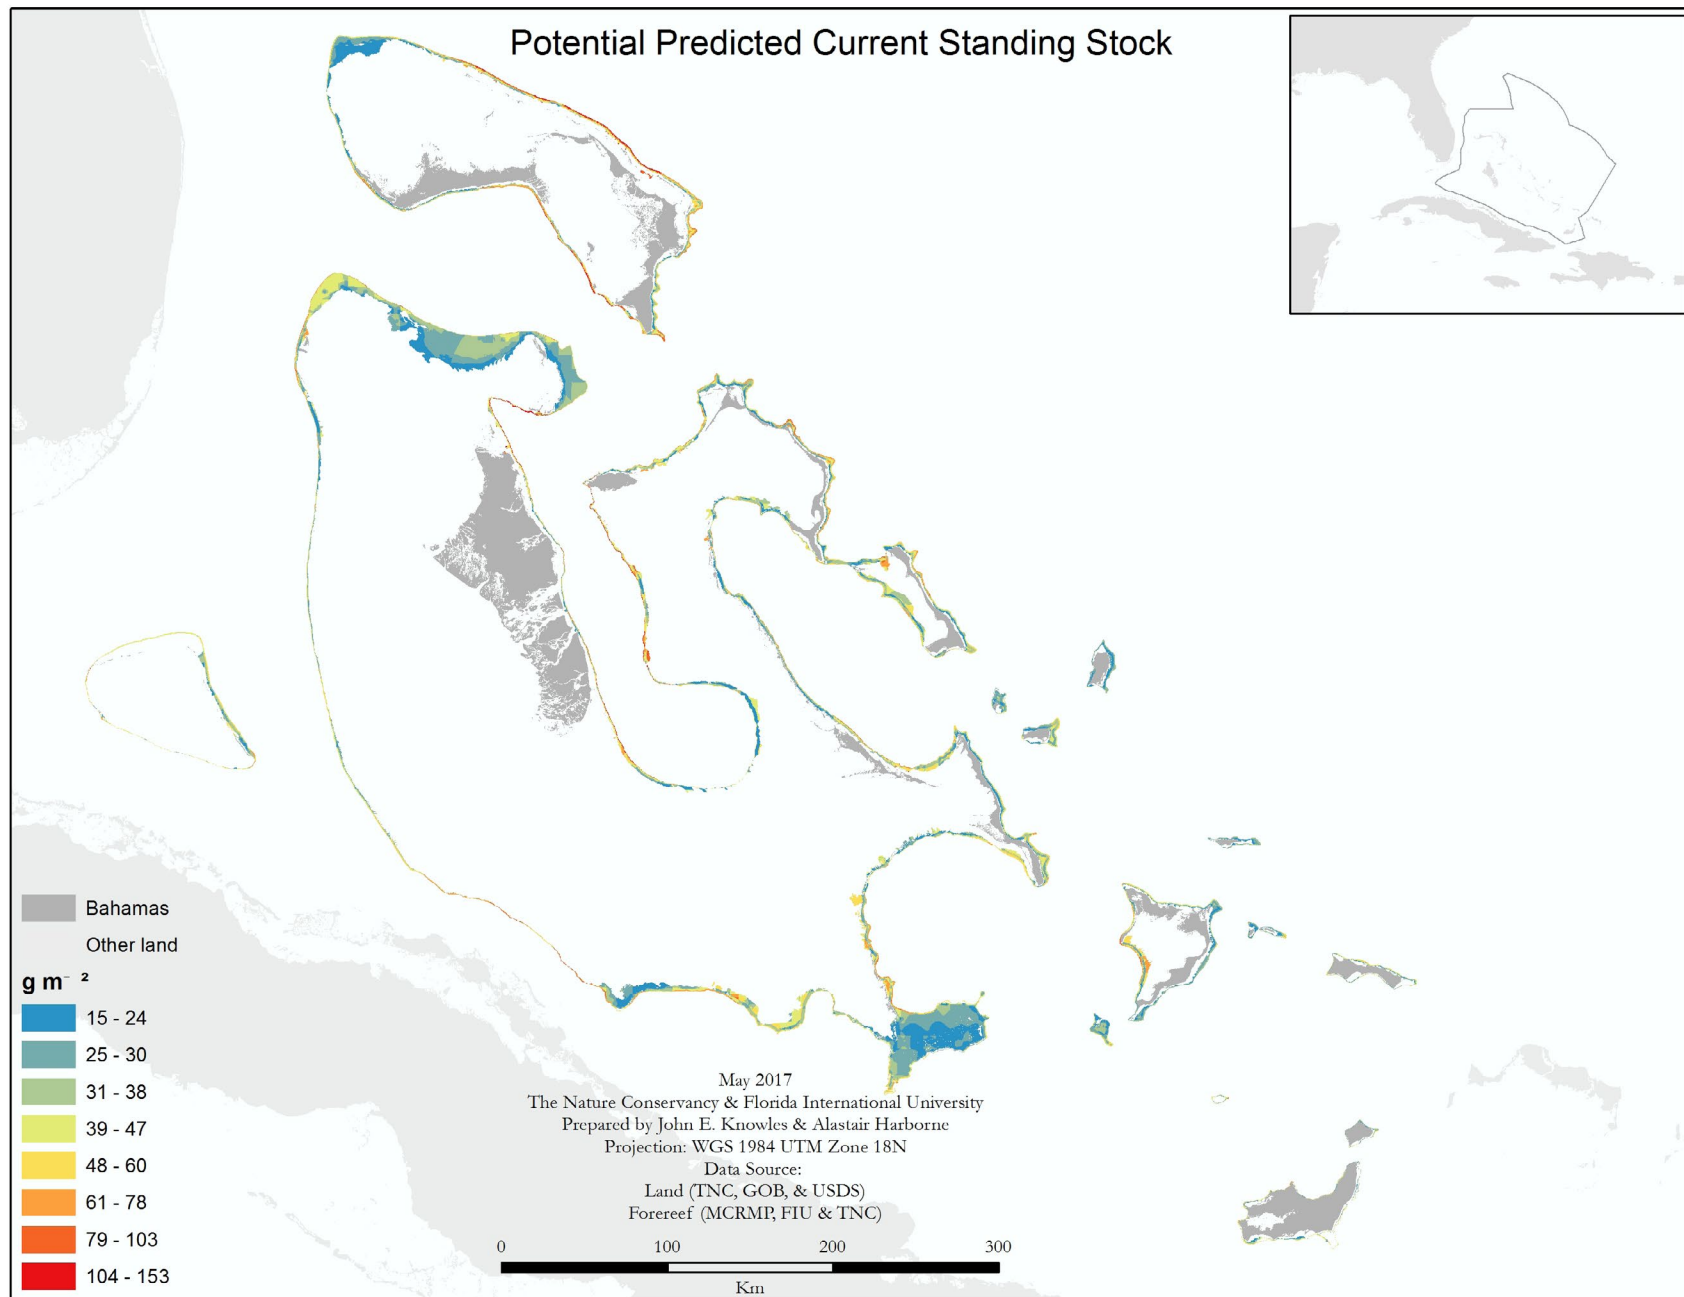 Potential Predicted Current Standing Stock
Bahamas
Other land
g m⁻ ²
15 - 24
25 - 30
31 - 38
39 - 47
48 - 60
61 - 78
79 - 103
104 - 153
May 2017
The Nature Conservancy & Florida International University
Prepared by John E. Knowles & Alastair Harborne
Projection: WGS 1984 UTM Zone 18N
Data Source:
Land (TNC, GOB, & USDS)
Forereef (MCRMP, FIU & TNC)
0 100 200 300
Km